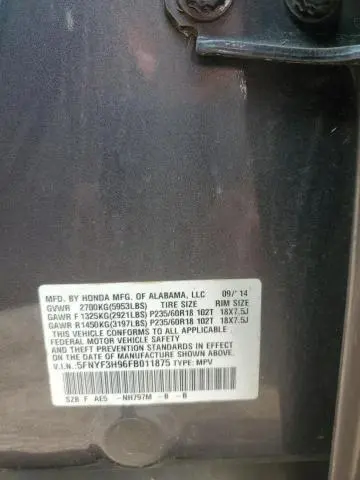 MFD. BY HONDA MFG. OF ALABAMA, LLC 09/'14
GVWR 2700KG(5953LBS) TIRE SIZE RIM SIZE
GAWR F 1325KG(2921LBS) P235/60R18 102T 18X7.5J
GAWR R1450KG(3197LBS) P235/60R18 102T 18X7.5J
THIS VEHICLE CONFORMS TO ALL APPLICABLE
FEDERAL MOTOR VEHICLE SAFETY AND
THEFT PREVENTION STANDARDS IN EFFECT ON
THE DATE OF MANUFACTURE SHOWN ABOVE.
V.I.N.:5FNYF3H96FB011875 TYPE: MPV
SZB F AE5 -NH797M -B -B